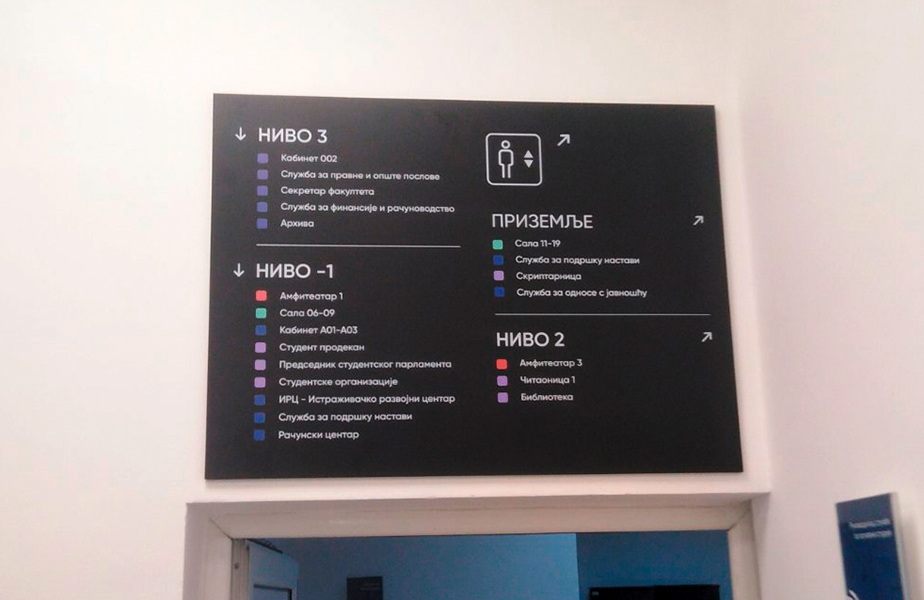 НИВО 3
Кабинет 002
Служба за правне и опште послове
Секретар факултета
Служба за финансије и рачуноводство
Архива
НИВО -1
Амфитеатар 1
Сала 06-09
Кабинет А01-А03
Студент продекан
Председник студентског парламента
Студентске организације
ИРЦ - Истраживачко развојни центар
Служба за подршку настави
Рачунски центар
ПРИЗЕМЉЕ
Сала 11-19
Служба за подршку настави
Скриптарница
Служба за односе с јавношћу
НИВО 2
Амфитеатар 3
Читаоница 1
Библиотека